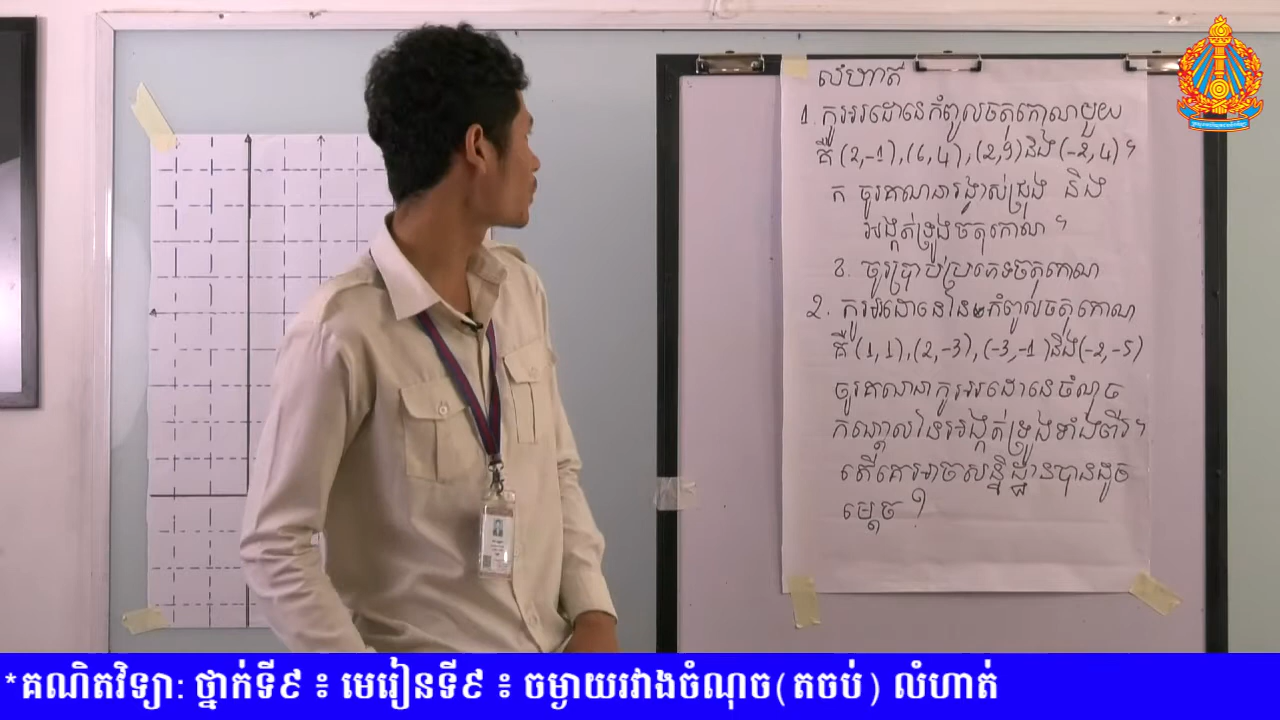 លំហាត់
1. កូអរដោនេកំពូលចតុកោណមួយ
គឺ (2,-1), (6,4), (2,9) និង (-2,4) ។
ក ចូរគណនារង្វាស់ជ្រុង និង
អង្កត់ទ្រូងចតុកោណ ។
ខ. ចូរប្រាប់ប្រភេទចតុកោណ
2. កូអរដោនេនៃកំពូលចតុកោណ
គឺ (1,1), (2,-3), (-3,-1) និង (-2,-5)
ចូរគណនាកូអរដោនេចំណុច
កណ្តាលនៃអង្កត់ទ្រូងទាំងពីរ។
តើគេអាចសន្និដ្ឋានបានដូច
ម្តេច ?
*គណិតវិទ្យា: ថ្នាក់ទី៩ ៖ មេរៀនទី៩ ៖ ចម្ងាយរវាងចំណុច(តចប់) លំហាត់